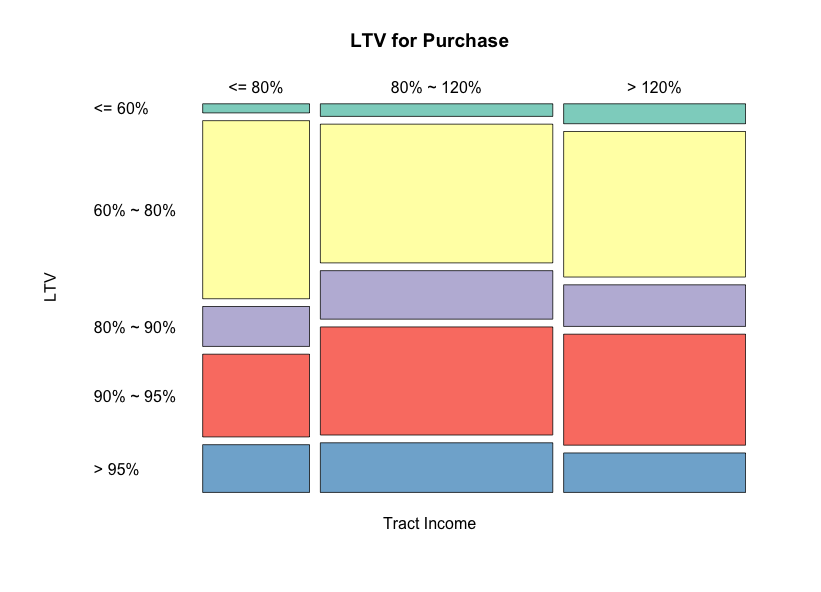 LTV for Purchase
<= 80%
80% ~ 120%
> 120%
<= 60%
60% ~ 80%
80% ~ 90%
90% ~ 95%
> 95%
LTV
Tract Income